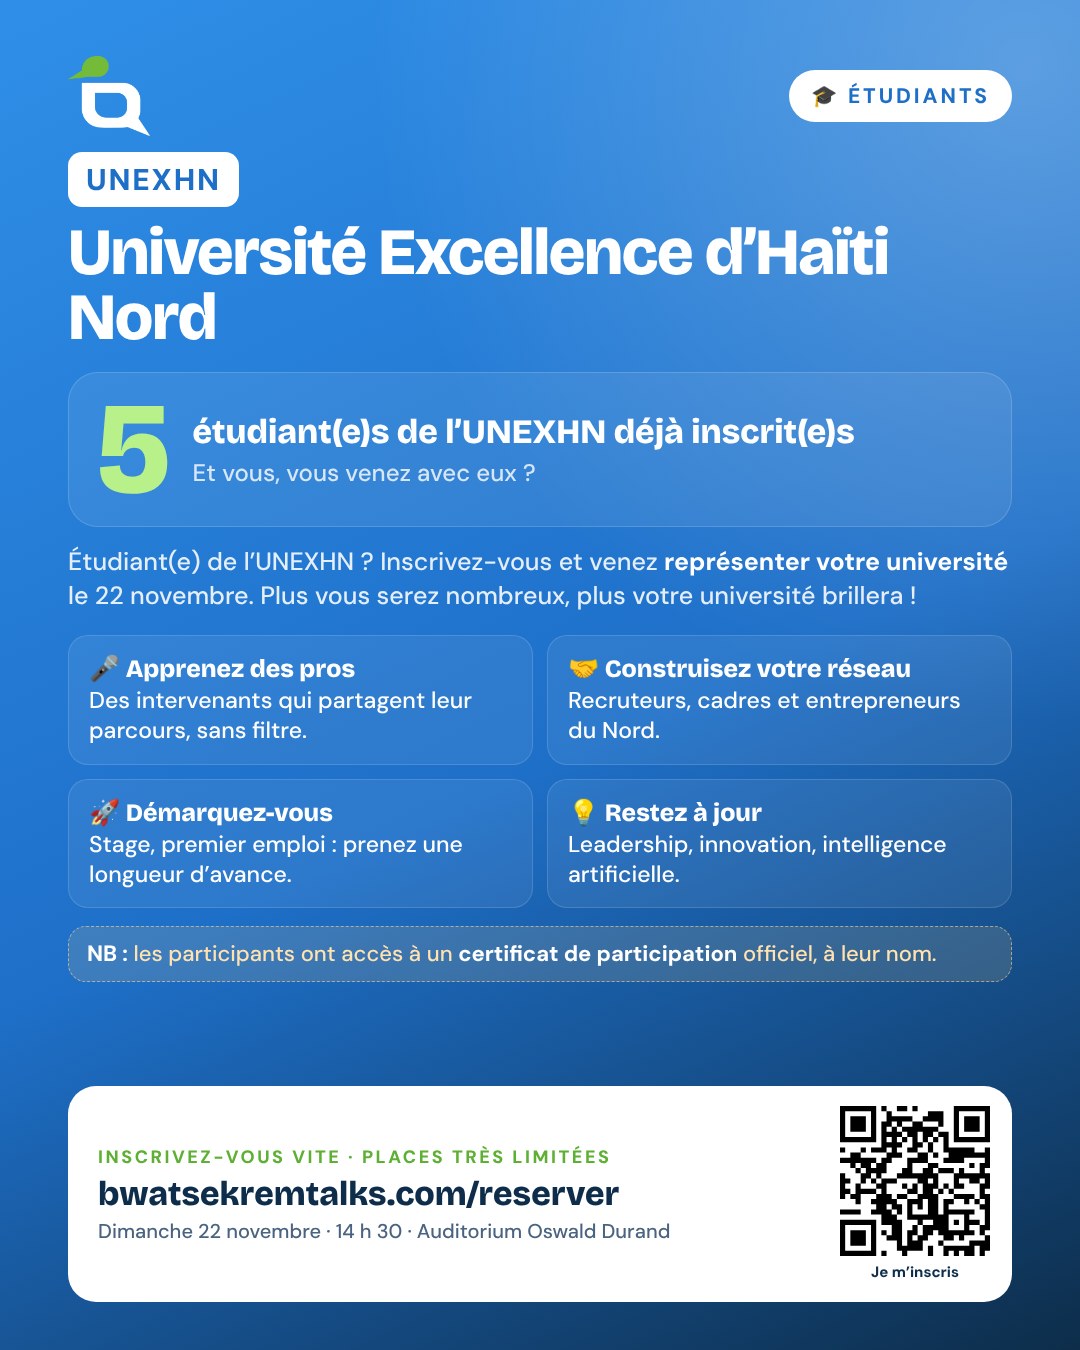 🎓 ÉTUDIANTS
UNEXHN
Université Excellence d’Haïti
Nord
5
étudiant(e)s de l’UNEXHN déjà inscrit(e)s
Et vous, vous venez avec eux ?
Étudiant(e) de l’UNEXHN ? Inscrivez-vous et venez représenter votre université
le 22 novembre. Plus vous serez nombreux, plus votre université brillera !
🎤 Apprenez des pros
Des intervenants qui partagent leur
parcours, sans filtre.
🤝 Construisez votre réseau
Recruteurs, cadres et entrepreneurs
du Nord.
🚀 Démarquez-vous
Stage, premier emploi : prenez une
longueur d’avance.
💡 Restez à jour
Leadership, innovation, intelligence
artificielle.
NB : les participants ont accès à un certificat de participation officiel, à leur nom.
INSCRIVEZ-VOUS VITE · PLACES TRÈS LIMITÉES
bwatsekremtalks.com/reserver
Dimanche 22 novembre · 14 h 30 · Auditorium Oswald Durand
Je m’inscris